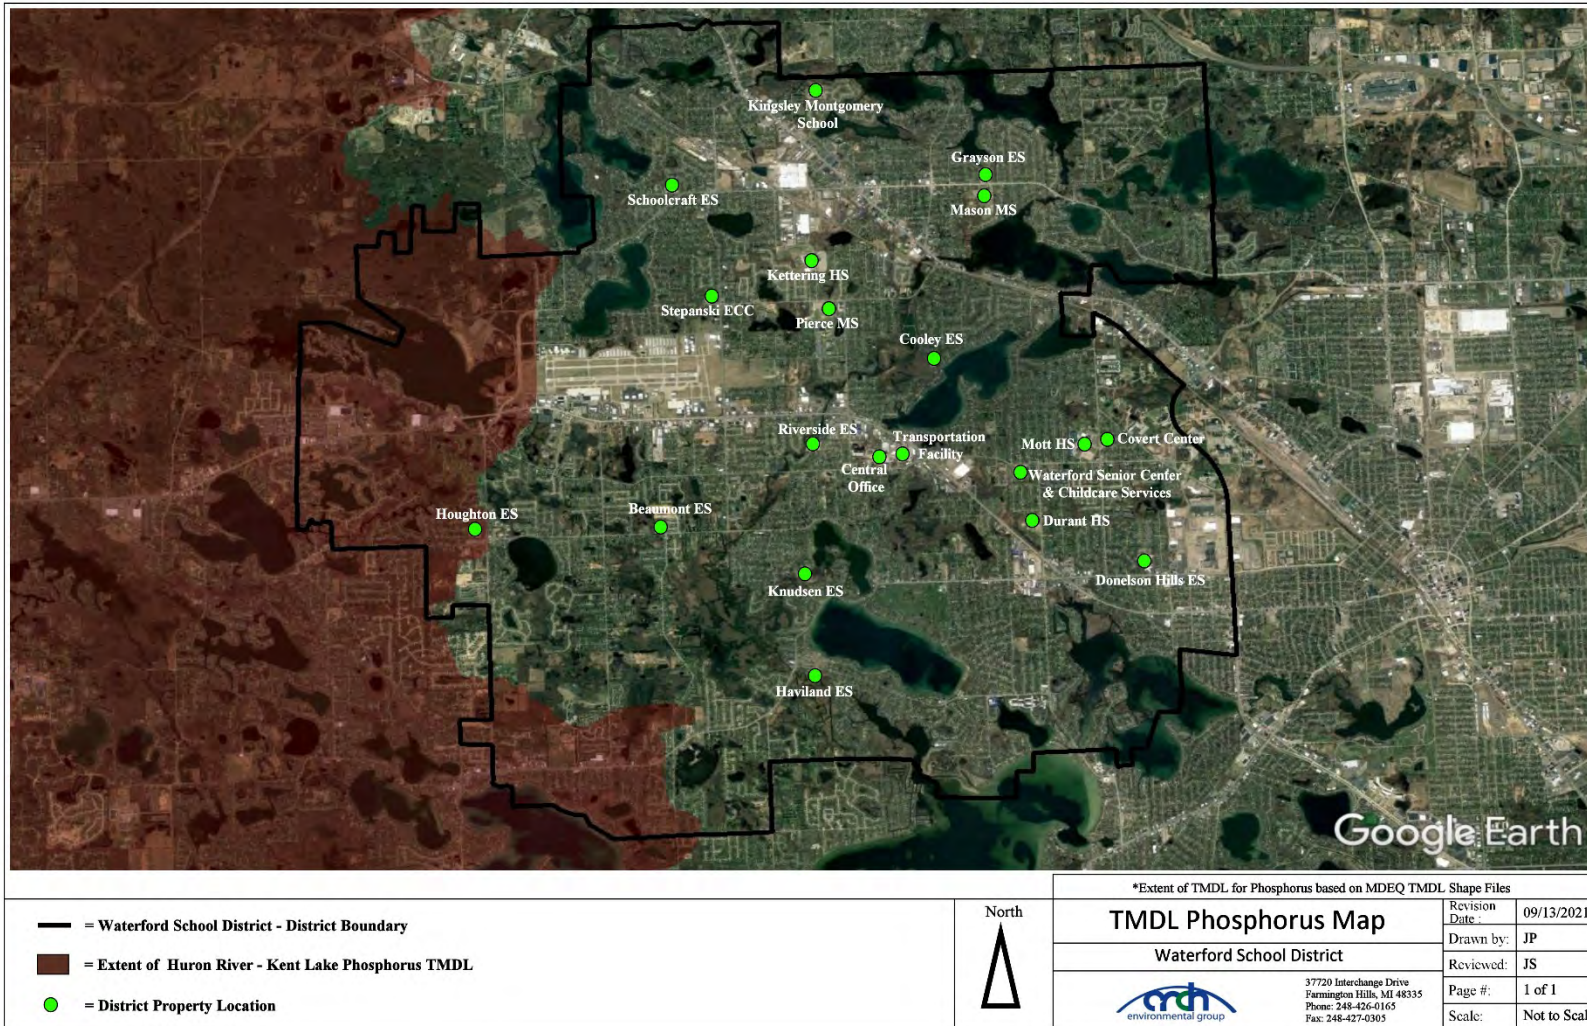 Kingsley Montgomery
School
Grayson ES
Schoolcraft ES
Mason MS
Kettering HS
Stepanski ECC
Pierce MS
Cooley ES
Riverside ES
Transportation
Facility
Central
Office
Mott HS
Covert Center
Waterford Senior Center
& Childcare Services
Houghton ES
Beaumont ES
Durant HS
Knudsen ES
Donelson Hills ES
Haviland ES
Google Earth
= Waterford School District - District Boundary
= Extent of Huron River - Kent Lake Phosphorus TMDL
= District Property Location
North
*Extent of TMDL for Phosphorus based on MDEQ TMDL Shape Files
TMDL Phosphorus Map
Waterford School District
mch
environmental group
37720 Interchange Drive
Farmington Hills, MI 48335
Phone: 248-426-0165
Fax: 248-427-0305
Revision
Date :
09/13/2021
Drawn by: JP
Reviewed: JS
Page #: 1 of 1
Scale: Not to Scal